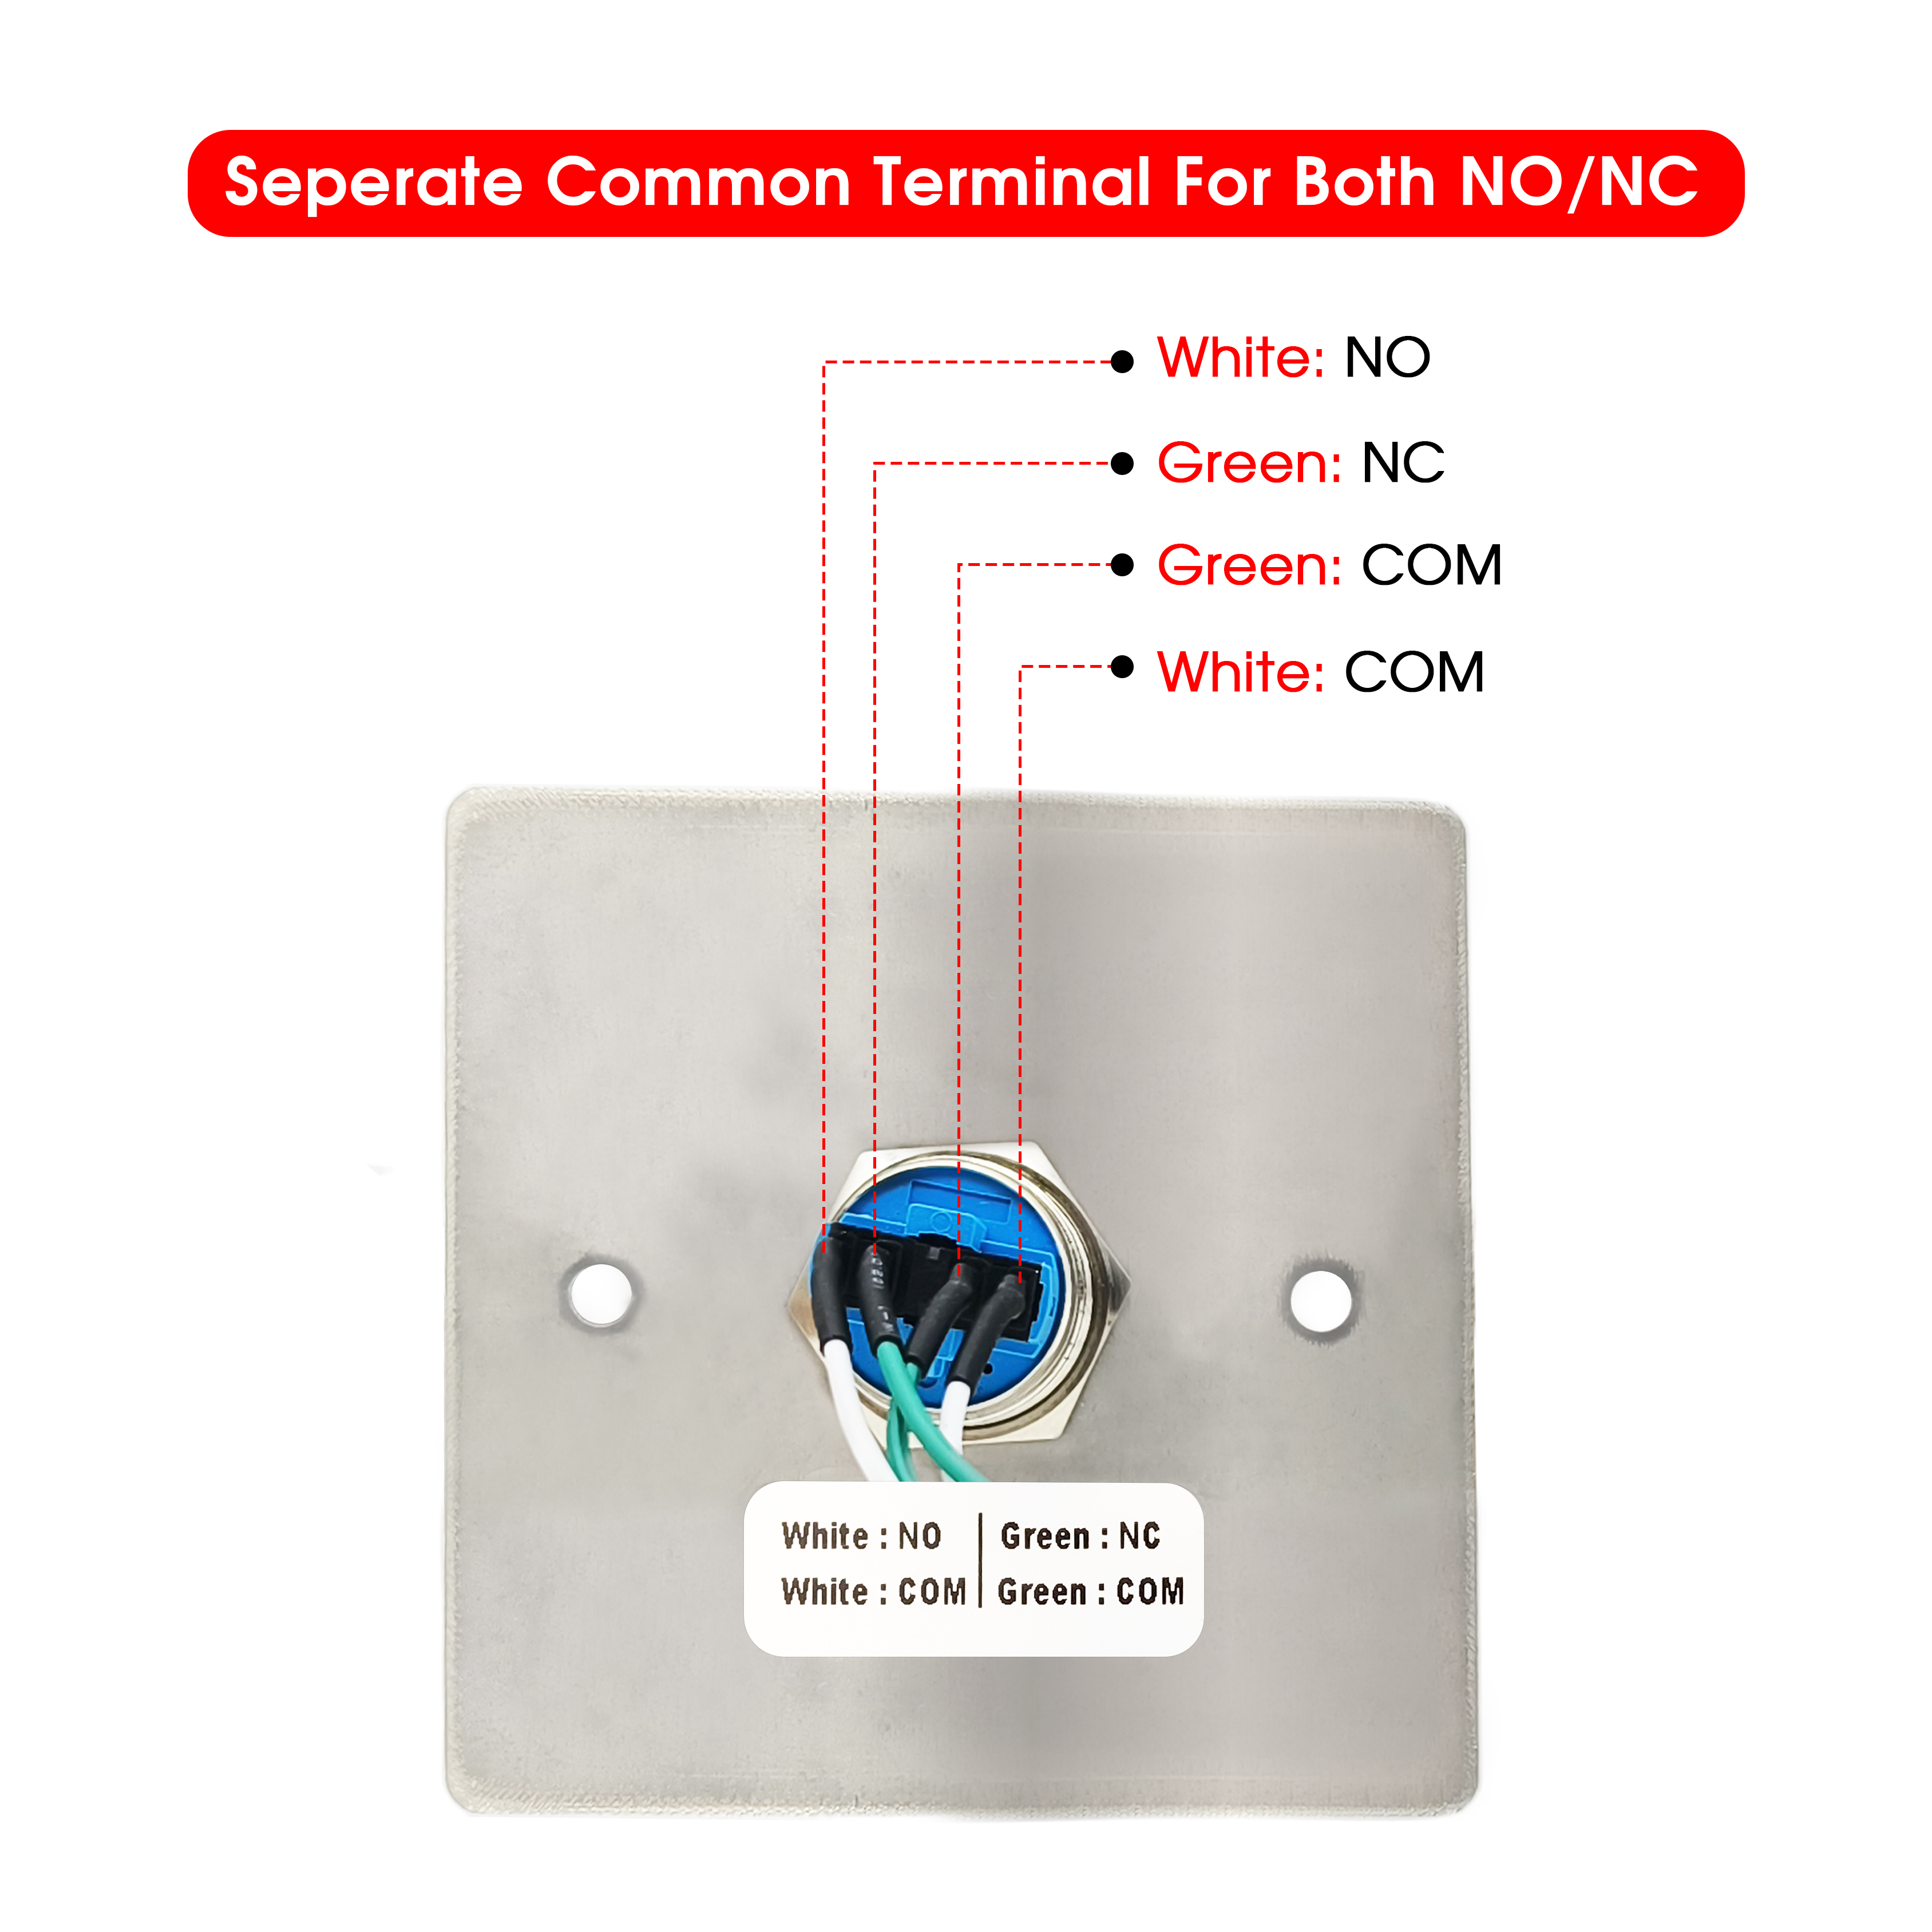 Seperate Common Terminal For Both NO/NC
White: NO
Green: NC
Green: COM
White: COM
White : NO | Green : NC
White : COM | Green : COM